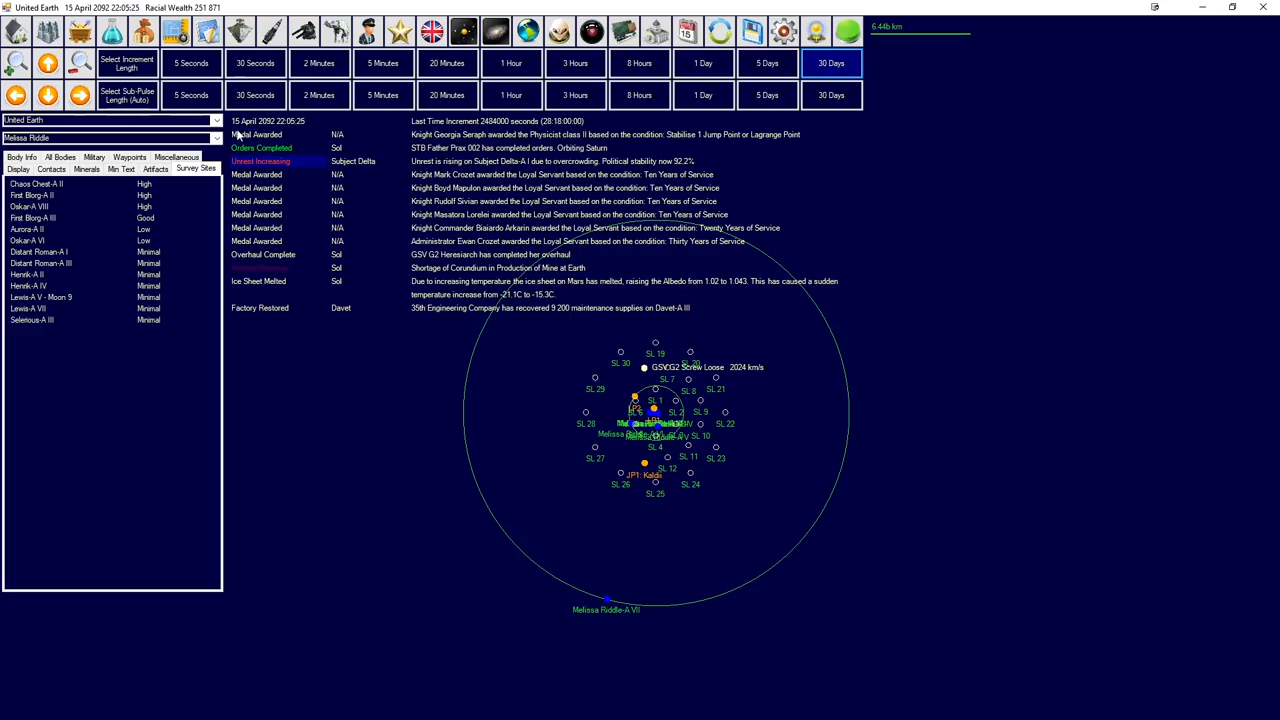 United Earth   15 April 2092 22:05:25   Racial Wealth 251 871
6.44b km
Select Increment Length
5 Seconds
30 Seconds
2 Minutes
5 Minutes
20 Minutes
1 Hour
3 Hours
8 Hours
1 Day
5 Days
30 Days
Select Sub-Pulse Length (Auto)
5 Seconds
30 Seconds
2 Minutes
5 Minutes
20 Minutes
1 Hour
3 Hours
8 Hours
1 Day
5 Days
30 Days
United Earth
Melissa Riddle
Body Info All Bodies Military Waypoints Miscellaneous
Display Contacts Minerals Min Text Artifacts Survey Sites
Chaos Chest-A II High
First Blorg-A II High
Oskar-A VIII High
First Blorg-A III Good
Aurora-A II Low
Oskar-A VI Low
Distant Roman-A I Minimal
Distant Roman-A III Minimal
Henrik-A II Minimal
Henrik-A IV Minimal
Lewis-A V - Moon 9 Minimal
Lewis-A VII Minimal
Selerious-A III Minimal
15 April 2092 22:05:25 Last Time Increment 2484000 seconds (28:18:00:00)
Medal Awarded N/A Knight Georgia Seraph awarded the Physicist class II based on the condition: Stabilise 1 Jump Point or Lagrange Point
Orders Completed Sol STB Father Prax 002 has completed orders. Orbiting Saturn
Unrest Increasing Subject Delta Unrest is rising on Subject Delta-A I due to overcrowding. Political stability now 92.2%
Medal Awarded N/A Knight Mark Crozet awarded the Loyal Servant based on the condition: Ten Years of Service
Medal Awarded N/A Knight Boyd Mapulon awarded the Loyal Servant based on the condition: Ten Years of Service
Medal Awarded N/A Knight Rudolf Sivian awarded the Loyal Servant based on the condition: Ten Years of Service
Medal Awarded N/A Knight Masatora Lorelei awarded the Loyal Servant based on the condition: Ten Years of Service
Medal Awarded N/A Knight Commander Biaiardo Arkarin awarded the Loyal Servant based on the condition: Twenty Years of Service
Medal Awarded N/A Administrator Ewan Crozet awarded the Loyal Servant based on the condition: Thirty Years of Service
Overhaul Complete Sol GSV G2 Heresiarch has completed her overhaul
Sol Shortage of Corundium in Production of Mine at Earth
Ice Sheet Melted Sol Due to increasing temperature the ice sheet on Mars has melted, raising the Albedo from 1.02 to 1.043. This has caused a sudden
temperature increase from -21.1C to -15.3C.
Factory Restored Davet 35th Engineering Company has recovered 9 200 maintenance supplies on Davet-A III
SL 19
SL 30
SL 20
GSV G2 Screw Loose 2024 km/s
SL 7
SL 29
SL 8
SL 21
SL 1
JP2
SL 6
SL 2
SL 9
SL 28
SL 22
SL 10
SL 4
SL 27
SL 11
SL 23
SL 12
JP1: Kaldii
SL 26
SL 24
SL 25
Melissa Riddle-A VII